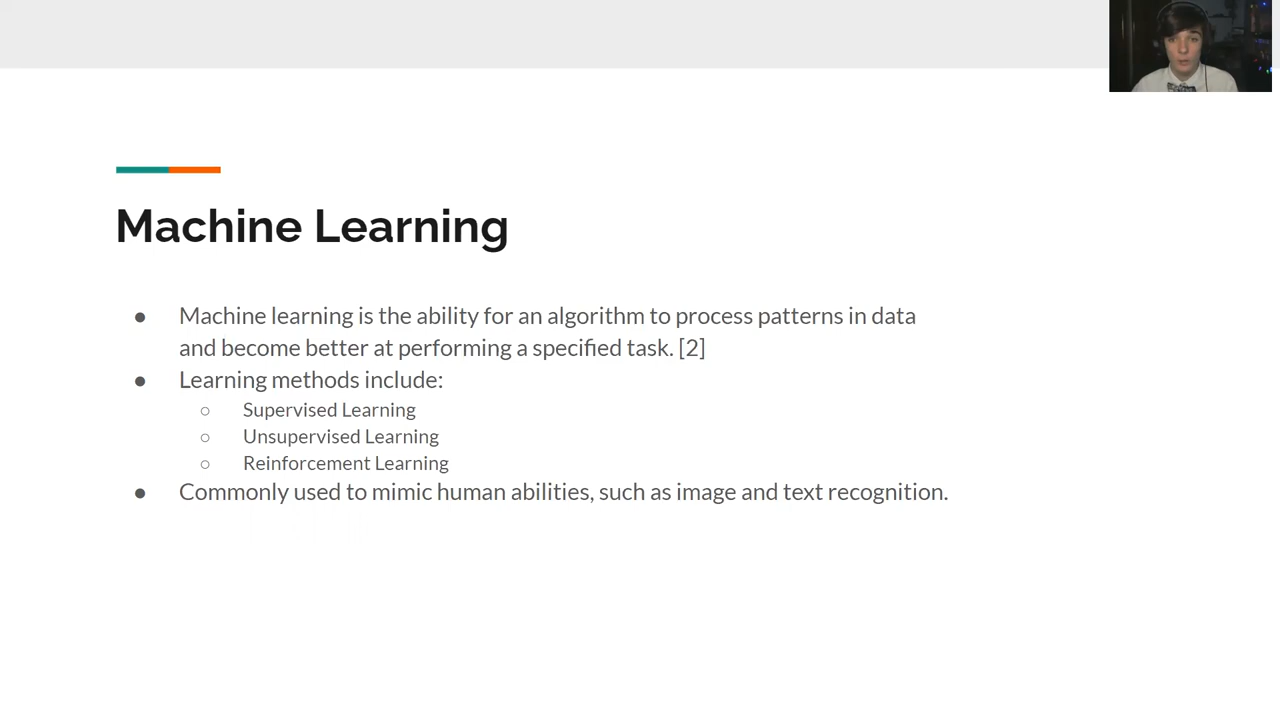 Machine Learning
● Machine learning is the ability for an algorithm to process patterns in data
and become better at performing a specified task. [2]
● Learning methods include:
○ Supervised Learning
○ Unsupervised Learning
○ Reinforcement Learning
● Commonly used to mimic human abilities, such as image and text recognition.